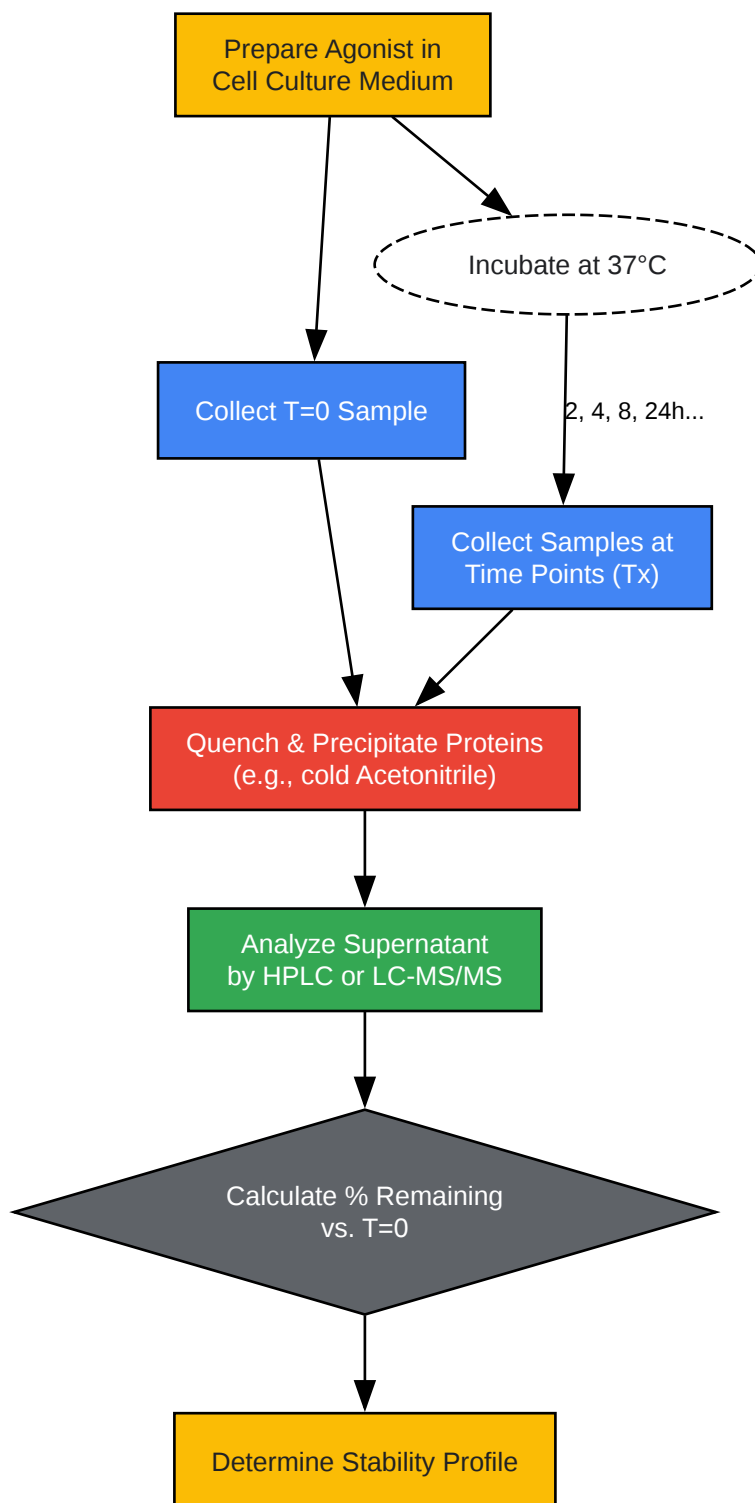 Prepare Agonist in
Cell Culture Medium
Incubate at 37°C
Collect T=0 Sample
2, 4, 8, 24h...
Collect Samples at
Time Points (Tx)
Quench & Precipitate Proteins
(e.g., cold Acetonitrile)
Analyze Supernatant
by HPLC or LC-MS/MS
Calculate % Remaining
vs. T=0
Determine Stability Profile